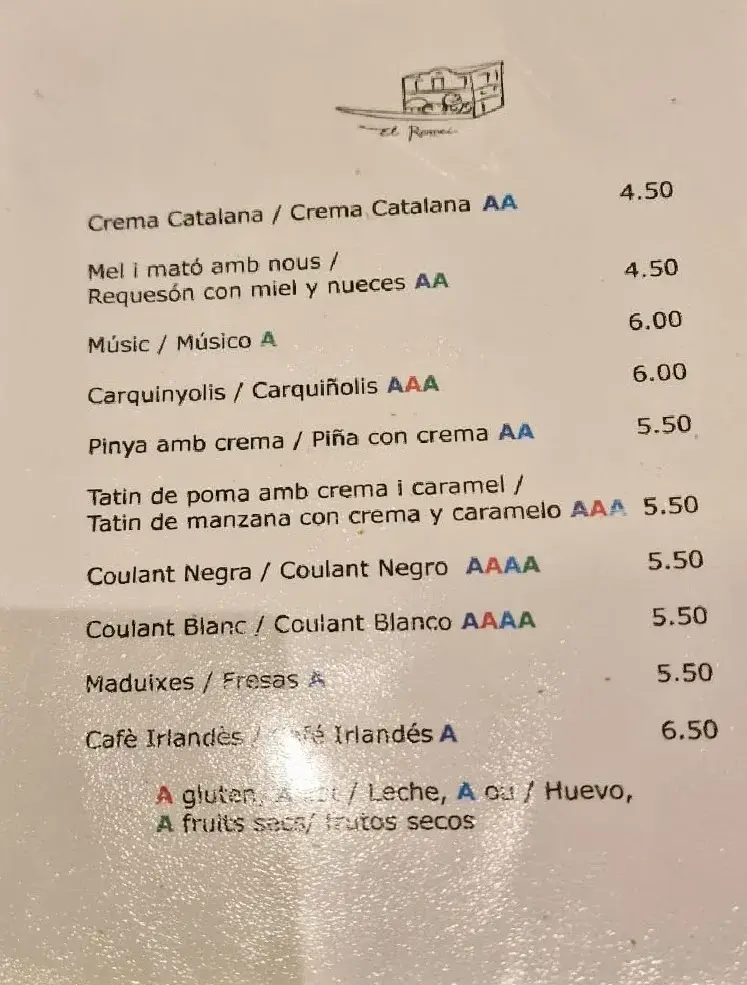 El
Crema Catalana / Crema Catalana AA 4.50
Mel i mató amb nous /
Requesón con miel y nueces AA 4.50
Músic / Músico A 6.00
Carquinyolis / Carquiñolis AAA 6.00
Pinya amb crema / Piña con crema AA 5.50
Tatin de poma amb crema i caramel /
Tatin de manzana con crema y caramelo AAA 5.50
Coulant Negra / Coulant Negro AAAA 5.50
Coulant Blanc / Coulant Blanco AAAA 5.50
Maduixes / Fresas A 5.50
Cafè Irlandès / Irlandés A 6.50
A gluten, A / Leche, A ou / Huevo,
A fruits secs/ frutos secos